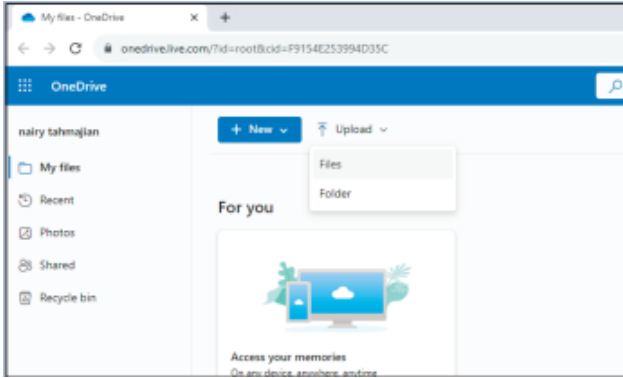 My files - OneDrive
onedrive.live.com/?id=root&cid=F9154E253994D35C
OneDrive
nairy tahmajian
+ New
Upload
My files
Files
Recent
Folder
For you
Photos
Shared
Recycle bin
Access your memories
On any device, anywhere, anytime